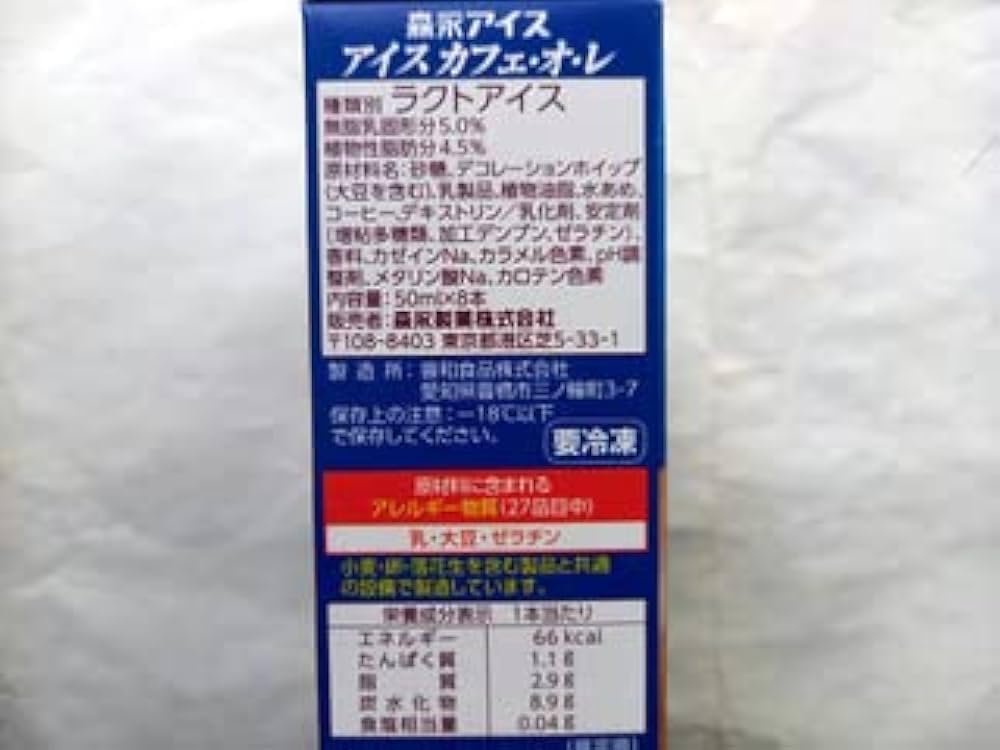 森永アイス
アイスカフェ・オ・レ
種類別 ラクトアイス
無脂乳固形分5.0%
植物性脂肪分4.5%
原材料名:砂糖、デコレーションホイップ
(大豆を含む)、乳製品、植物油脂、水あめ、
コーヒー、デキストリン/乳化剤、安定剤
(増粘多糖類、加工デンプン、ゼラチン)、
香料、カゼインNa、カラメル色素、pH調
整剤、メタリン酸Na、カロテン色素
内容量:50ml×8本
販売者:森永製菓株式会社
〒108-8403 東京都港区芝5-33-1
製造所:豊和食品株式会社
愛知県豊橋市三ノ輪町3-7
保存上の注意:−18℃以下
で保存してください。
要冷凍
原材料に含まれる
アレルギー物質(27品目中)
乳・大豆・ゼラチン
小麦・卵・落花生を含む製品と共通
の設備で製造しています。
栄養成分表示 1本当たり
エネルギー 66kcal
たんぱく質 1.1g
脂質 2.9g
炭水化物 8.9g
食塩相当量 0.04g